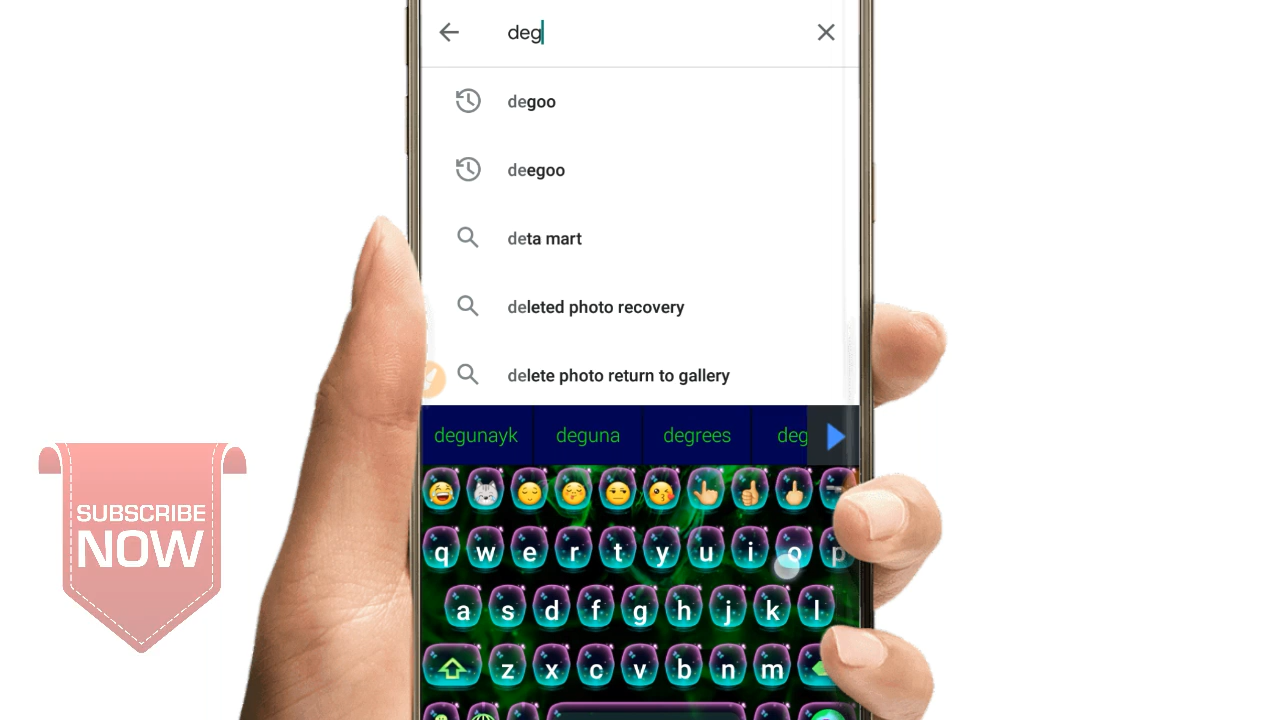 deg
degoo
deegoo
deta mart
deleted photo recovery
delete photo return to gallery
degunayk deguna degrees deg
q w e r t y u i o p
a s d f g h j k l
z x c v b n m
SUBSCRIBE
NOW